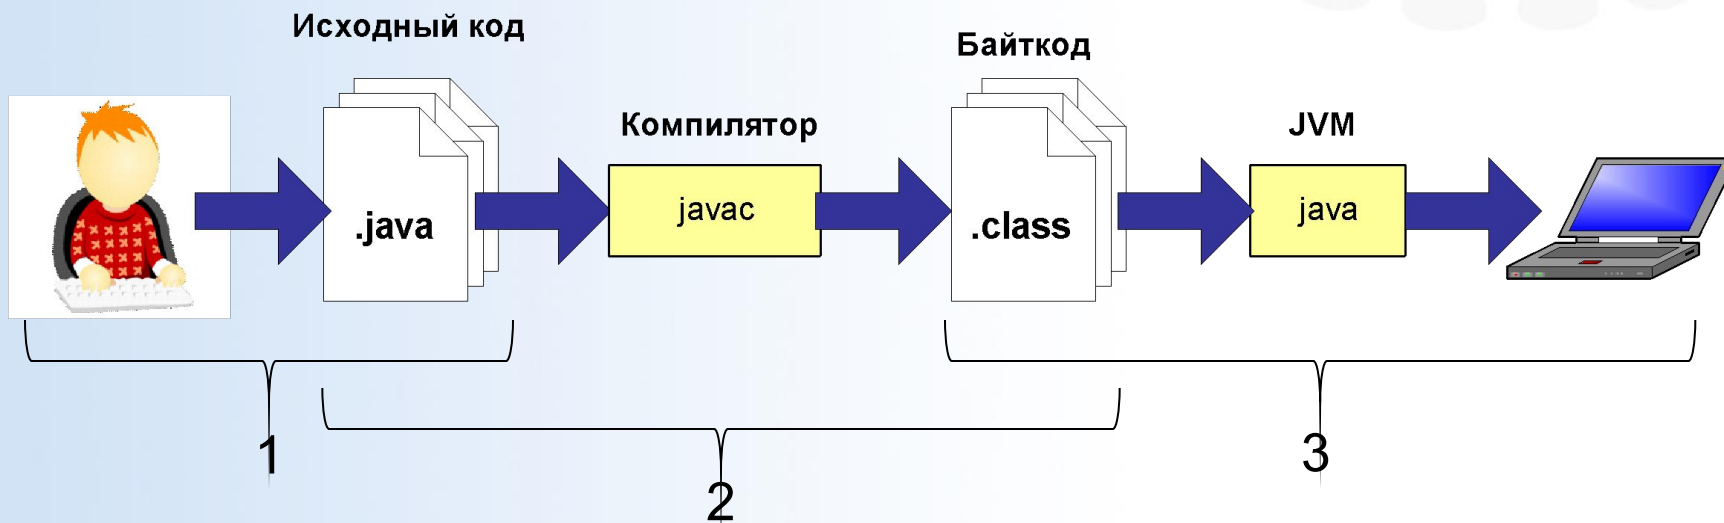 Исходный код
Байткод
Компилятор
JVM
.java
javac
.class
java
1
2
3